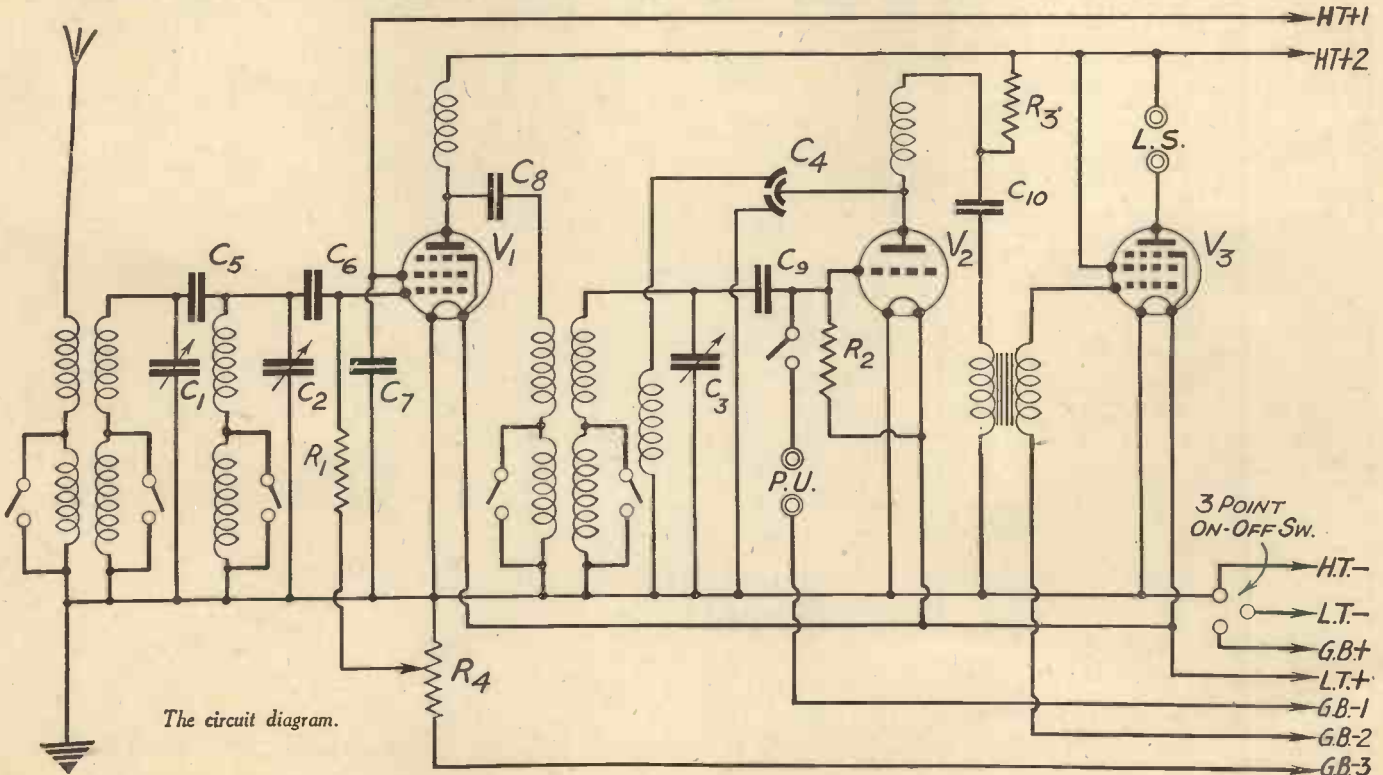 HT+1
HT+2
R3
L.S.
C4
C8
C10
V1
V2
V3
C5
C6
C9
R2
C1
C2
C7
C3
R1
P.U.
3 POINT
ON-OFF SW.
H.T.-
L.T.-
G.B+
L.T.+
G.B-1
G.B-2
G.B-3
R4
The circuit diagram.